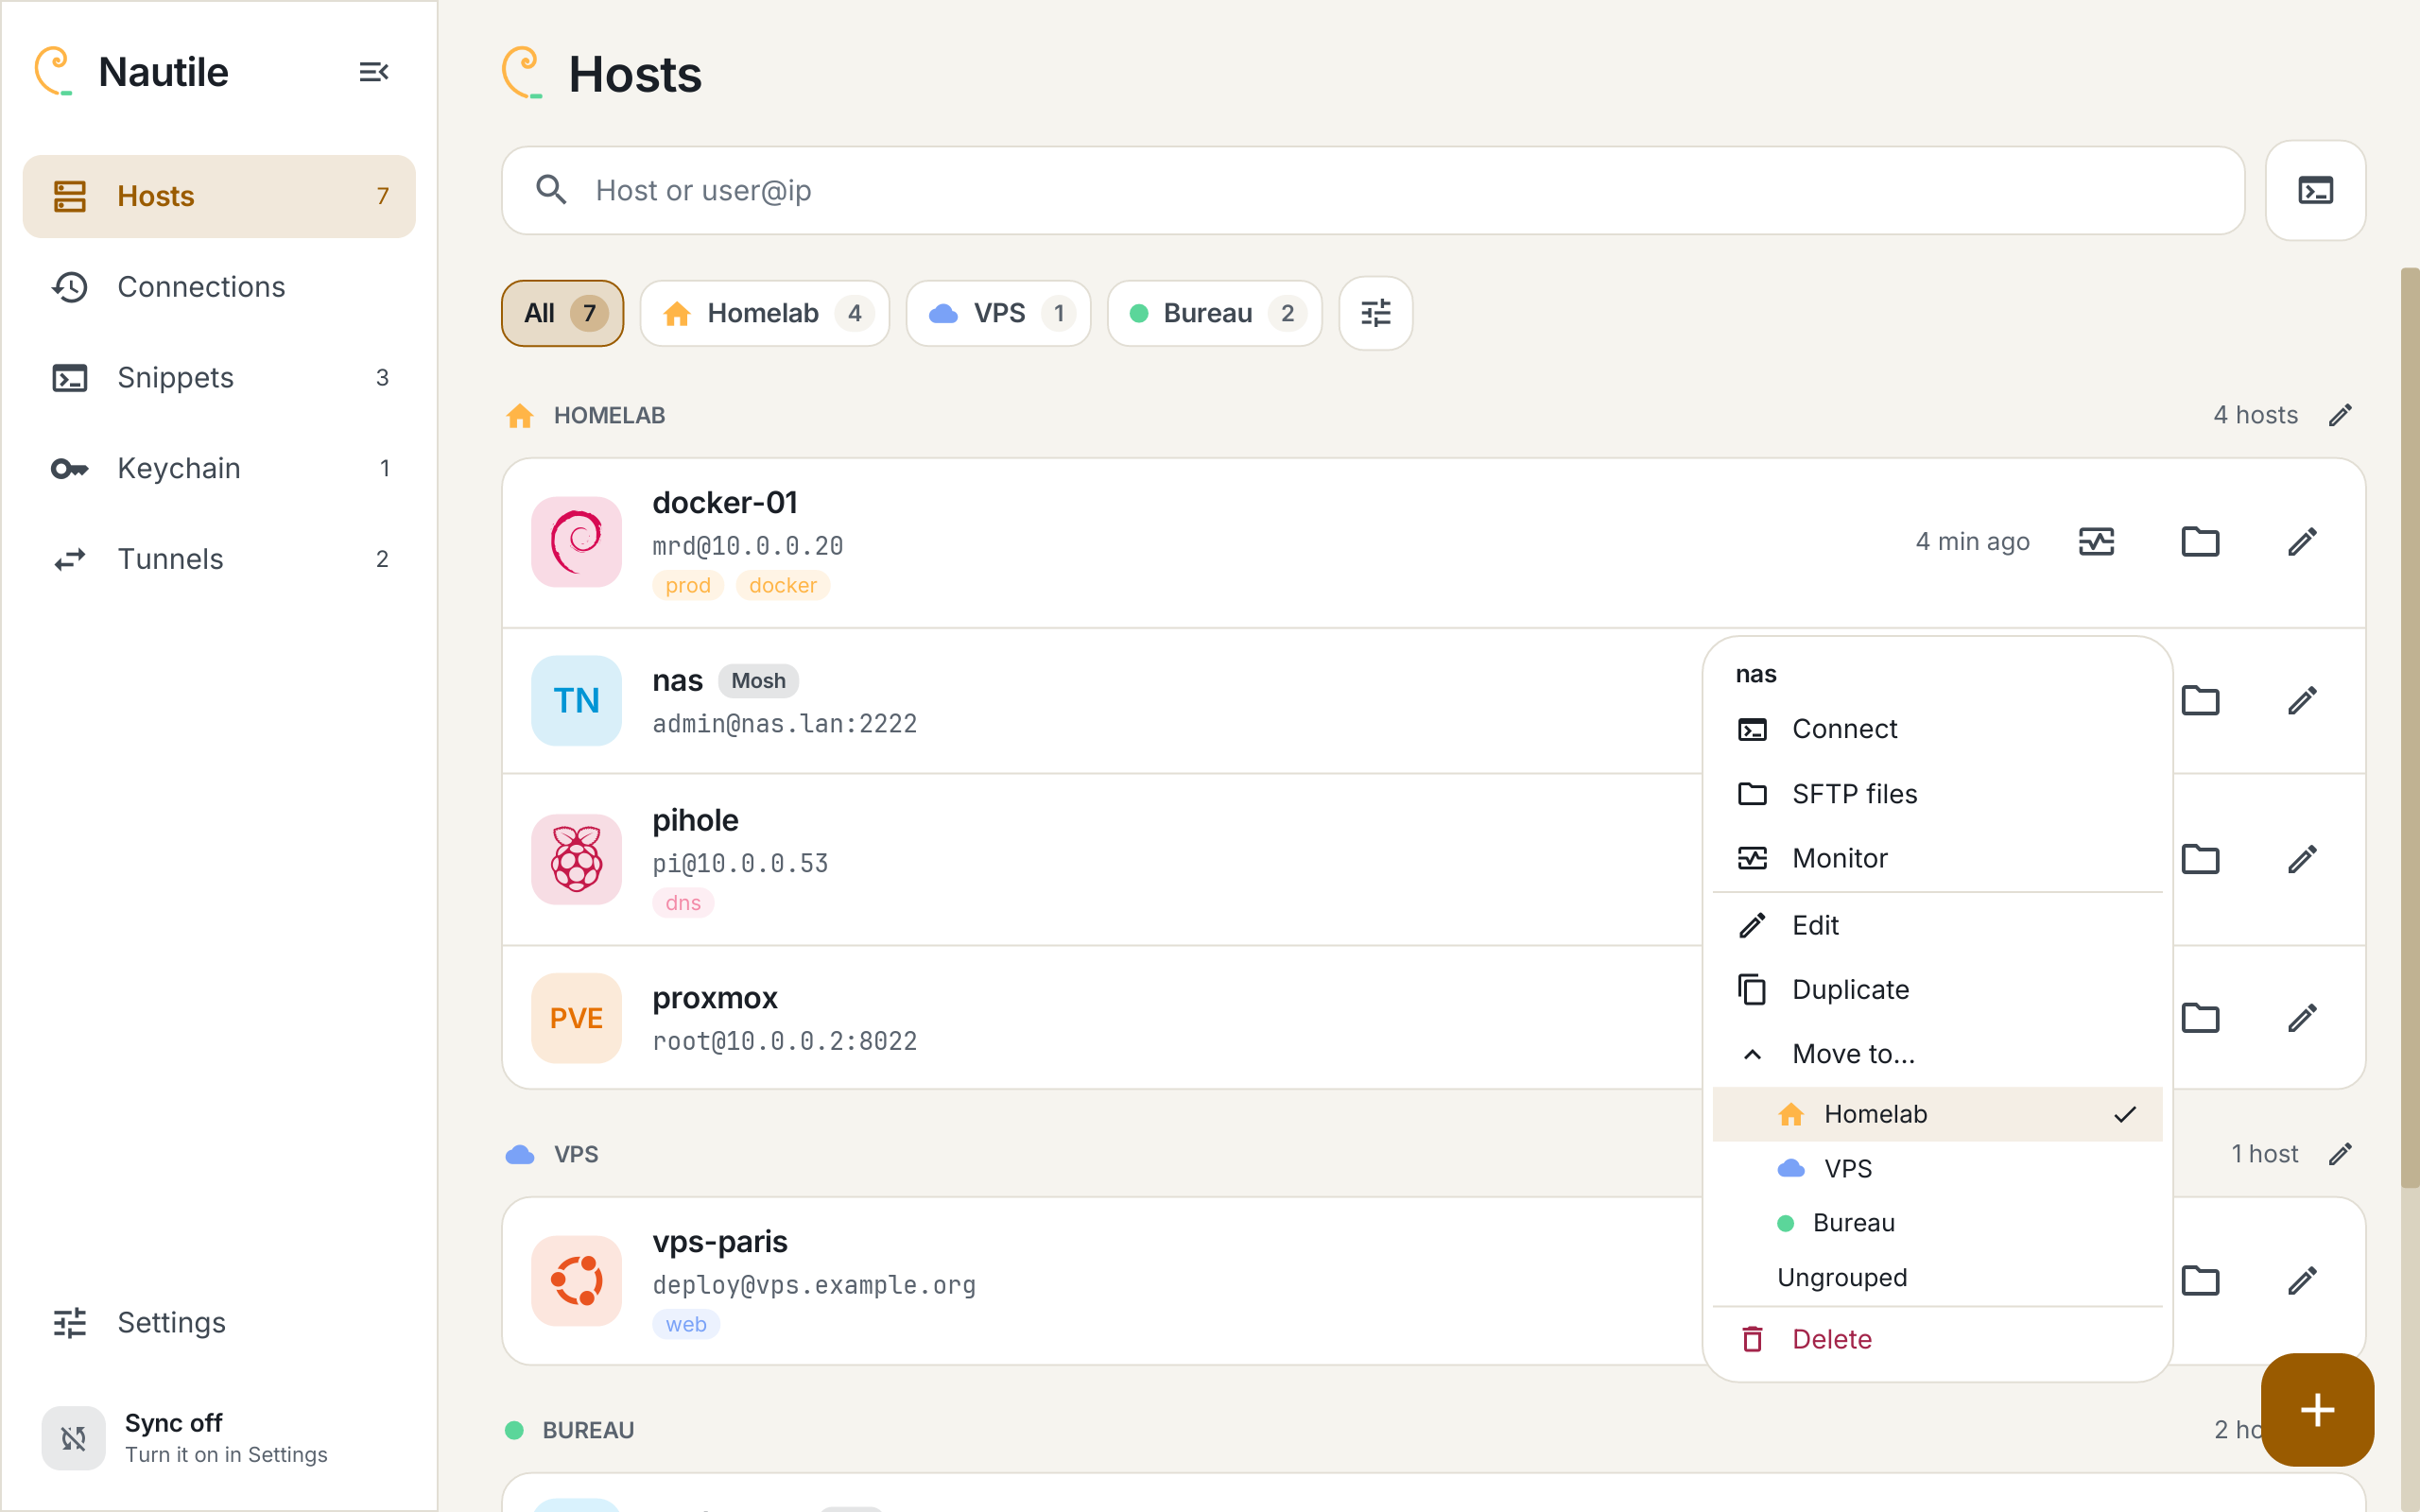 Nautile
Hosts 7
Connections
Snippets 3
Keychain 1
Tunnels 2
Settings
Sync off
Turn it on in Settings
Hosts
Host or user@ip
All 7 Homelab 4 VPS 1 Bureau 2
HOMELAB 4 hosts
docker-01
mrd@10.0.0.20
prod docker
4 min ago
TN
nas Mosh
admin@nas.lan:2222
pihole
pi@10.0.0.53
dns
PVE
proxmox
root@10.0.0.2:8022
VPS 1 host
vps-paris
deploy@vps.example.org
web
BUREAU 2
nas
Connect
SFTP files
Monitor
Edit
Duplicate
Move to...
Homelab
VPS
Bureau
Ungrouped
Delete